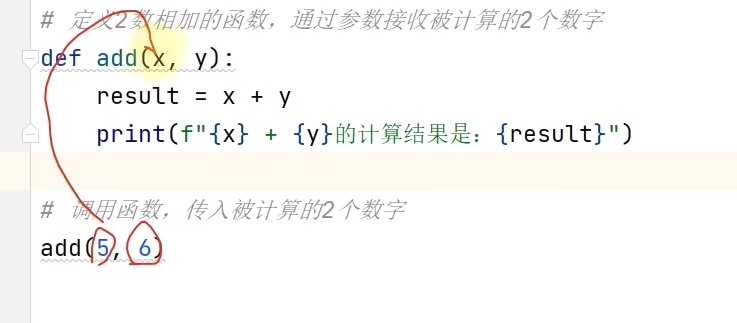 # 定义2数相加的函数，通过参数接收被计算的2个数字
def add(x, y):
    result = x + y
    print(f"{x} + {y}的计算结果是：{result}")
# 调用函数，传入被计算的2个数字
add(5, 6)